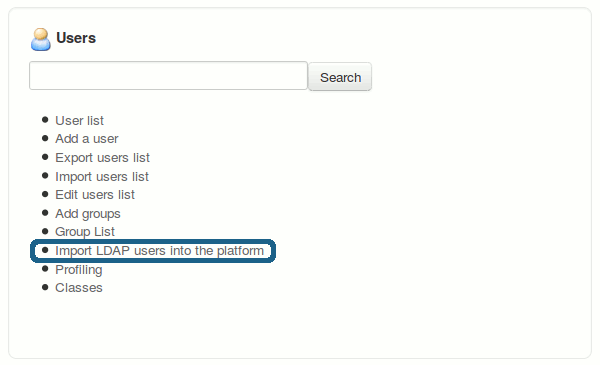 Users
Search
User list
Add a user
Export users list
Import users list
Edit users list
Add groups
Group List
Import LDAP users into the platform
Profiling
Classes